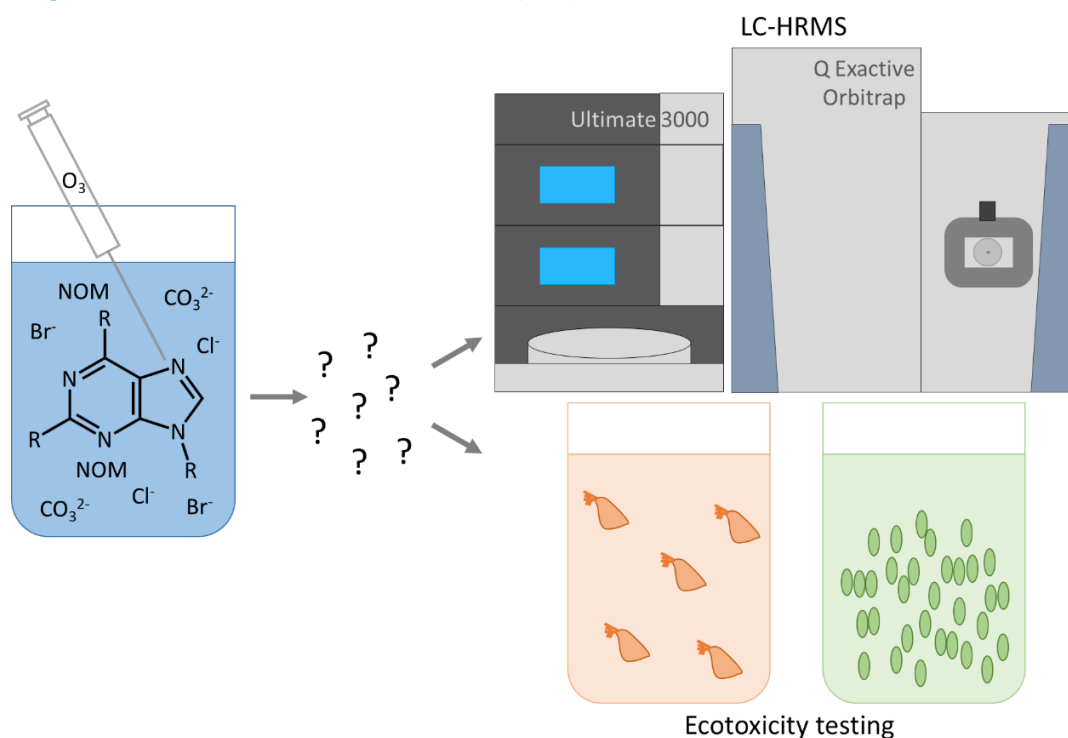 LC-HRMS
Q Exactive
Orbitrap
Ultimate 3000
O₃
NOM
CO₃²⁻
R
Br⁻
Cl⁻
N
N
R
N
N
R
NOM
Cl⁻
CO₃²⁻
Br⁻
?
?
?
?
?
?
?
?
Ecotoxicity testing